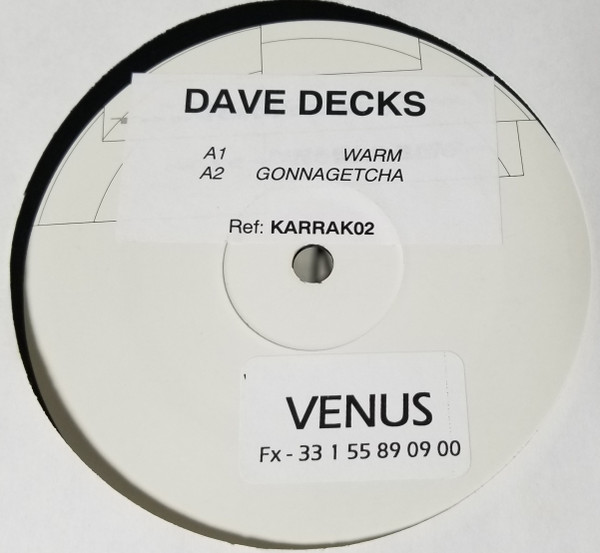 DAVE DECKS
A1 WARM
A2 GONNAGETCHA
Ref: KARRAK02
VENUS
Fx - 33 1 55 89 09 00